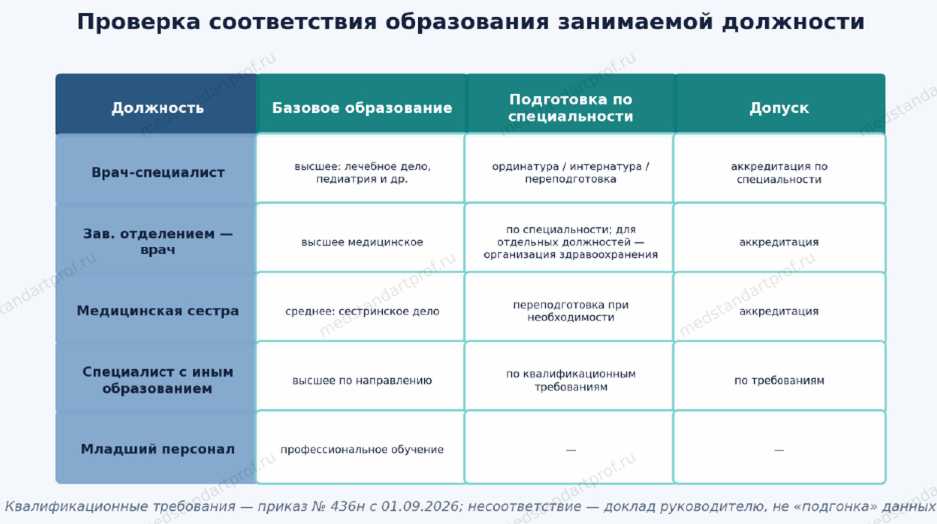 Проверка соответствия образования занимаемой должности
Должность
Базовое образование
Подготовка по
специальности
Допуск
Врач-специалист
высшее: лечебное дело,
педиатрия и др.
ординатура / интернатура /
переподготовка
аккредитация по
специальности
Зав. отделением —
врач
высшее медицинское
по специальности; для
отдельных должностей —
организация здравоохранения
аккредитация
Медицинская сестра
среднее: сестринское дело
переподготовка при
необходимости
аккредитация
Специалист с иным
образованием
высшее по направлению
по квалификационным
требованиям
по требованиям
Младший персонал
профессиональное обучение
—
—
Квалификационные требования — приказ № 436н с 01.09.2026; несоответствие — доклад руководителю, не «подгонка» данных
medstandartprof.ru